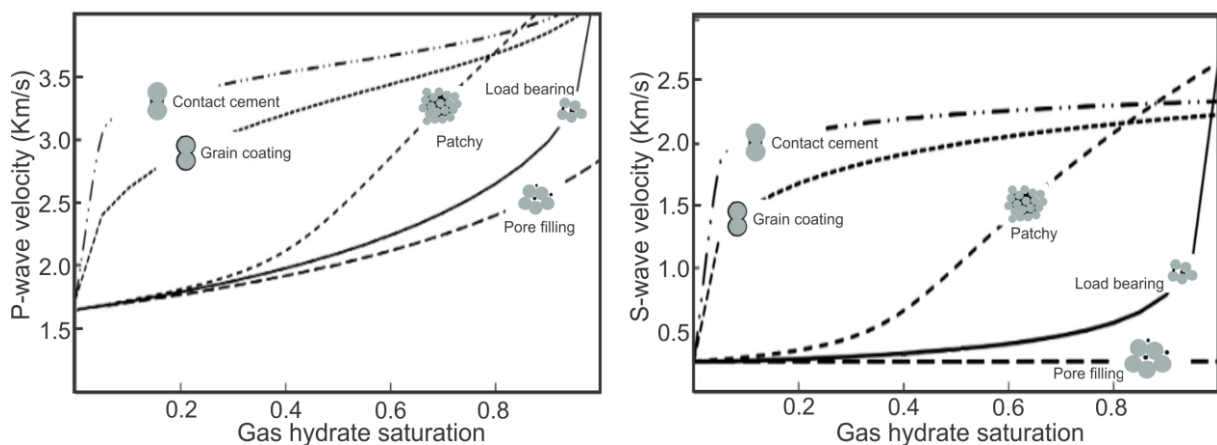 P-wave velocity (Km/s)
3.5
3.0
2.5
2.0
1.5
Contact cement
Grain coating
Patchy
Load bearing
Pore filling
0.2
0.4
0.6
0.8
Gas hydrate saturation
S-wave velocity (Km/s)
2.5
2.0
1.5
1.0
0.5
Contact cement
Grain coating
Patchy
Load bearing
Pore filling
0.2
0.4
0.6
0.8
Gas hydrate saturation